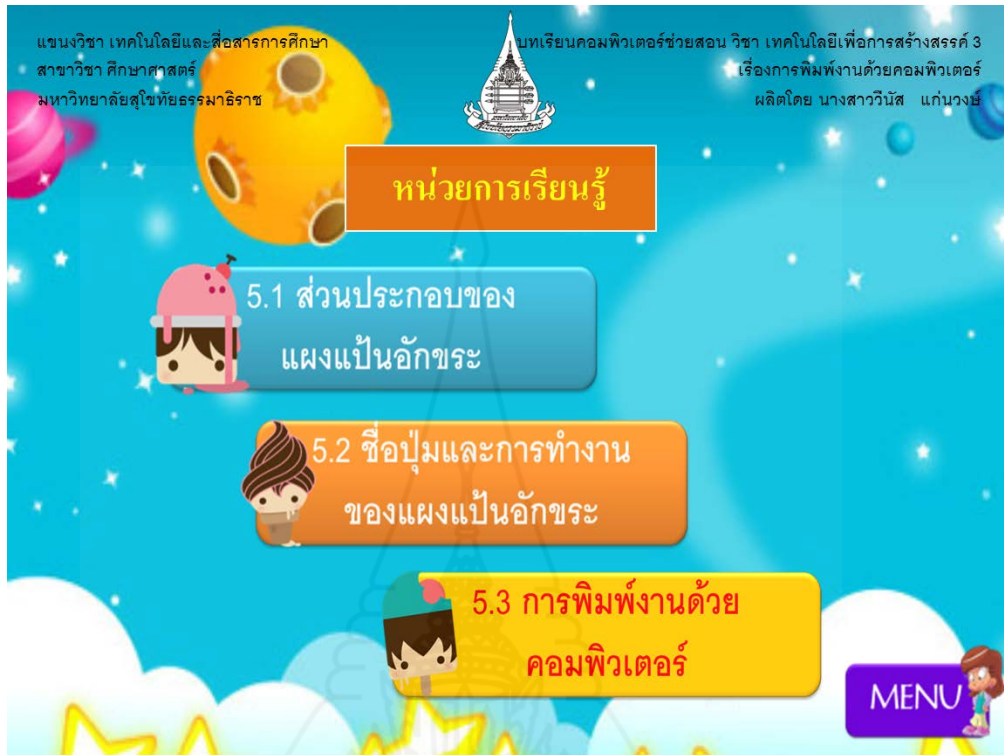 แขนงวิชา เทคโนโลยีและสื่อสารการศึกษา
สาขาวิชา ศึกษาศาสตร์
มหาวิทยาลัยสุโขทัยธรรมาธิราช
บทเรียนคอมพิวเตอร์ช่วยสอน วิชา เทคโนโลยีเพื่อการสร้างสรรค์ 3
เรื่องการพิมพ์งานด้วยคอมพิวเตอร์
ผลิตโดย นางสาววีนัส แก่นวงษ์
หน่วยการเรียนรู้
5.1 ส่วนประกอบของ
แผงแป้นอักขระ
5.2 ชื่อปุ่มและการทำงาน
ของแผงแป้นอักขระ
5.3 การพิมพ์งานด้วย
คอมพิวเตอร์
MENU